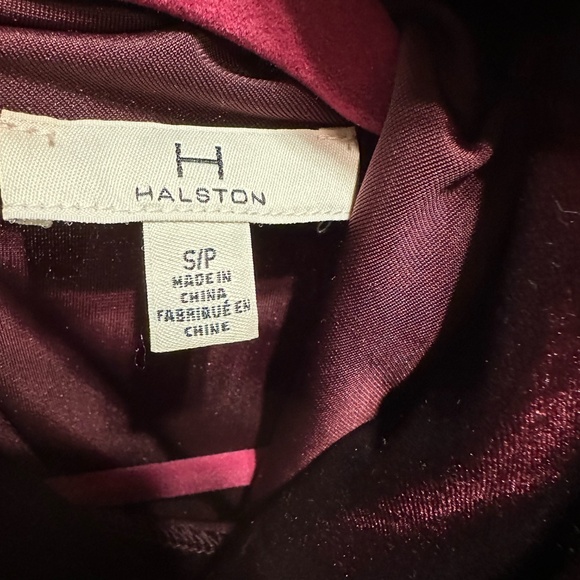 H
HALSTON
S/P
MADE IN
CHINA
FABRIQUÉ EN
CHINE